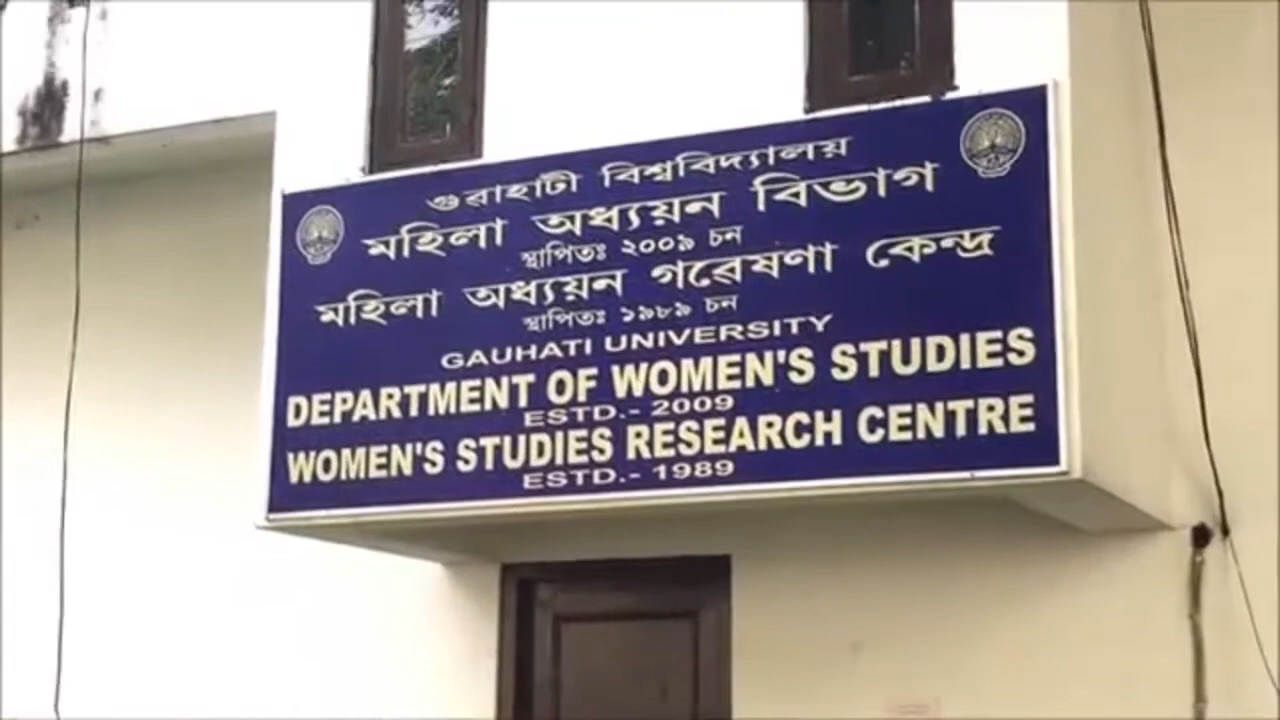 গুৱাহাটী বিশ্ববিদ্যালয়
মহিলা অধ্যয়ন বিভাগ
স্থাপিতঃ ২০০৯ চন
মহিলা অধ্যয়ন গৱেষণা কেন্দ্ৰ
স্থাপিতঃ ১৯৮৯ চন
GAUHATI UNIVERSITY
DEPARTMENT OF WOMEN'S STUDIES
ESTD.- 2009
WOMEN'S STUDIES RESEARCH CENTRE
ESTD.- 1989